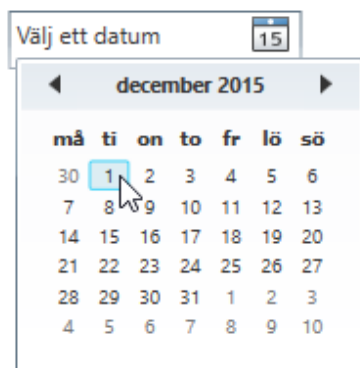 Välj ett datum 15
december 2015
må ti on to fr lö sö
30 1 2 3 4 5 6
7 8 9 10 11 12 13
14 15 16 17 18 19 20
21 22 23 24 25 26 27
28 29 30 31 1 2 3
4 5 6 7 8 9 10